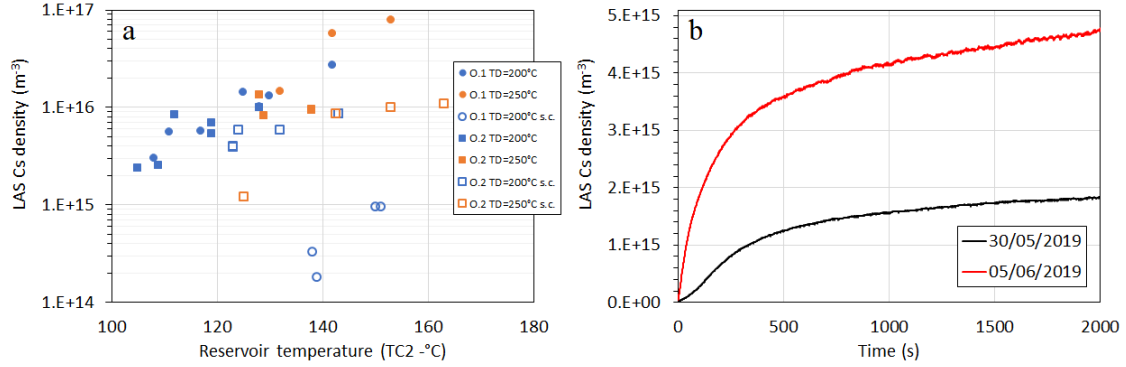 a
1.E+17
1.E+16
1.E+15
1.E+14
LAS Cs density (m-3)
100 120 140 160 180
Reservoir temperature (TC2 -°C)
O.1 TD=200°C
O.1 TD=250°C
O.1 TD=200°C s.c.
O.2 TD=200°C
O.2 TD=250°C
O.2 TD=200°C s.c.
O.2 TD=250°C s.c.
b
5.E+15
4.E+15
3.E+15
2.E+15
1.E+15
0.E+00
LAS Cs density (m-3)
0 500 1000 1500 2000
Time (s)
30/05/2019
05/06/2019